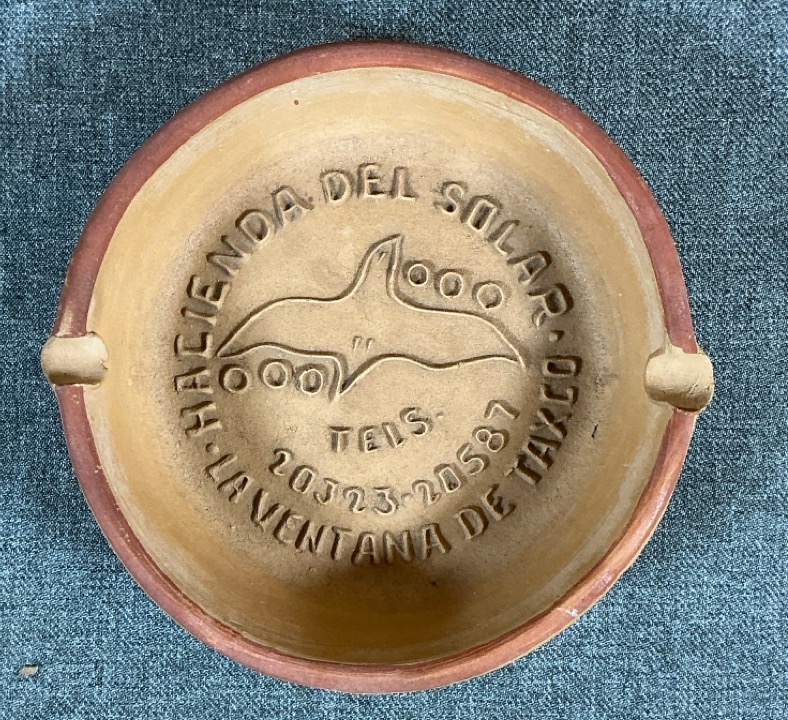 HACIENDA DEL SOLAR.
TELS.
20323-20587
LA VENTANA DE TAXCO